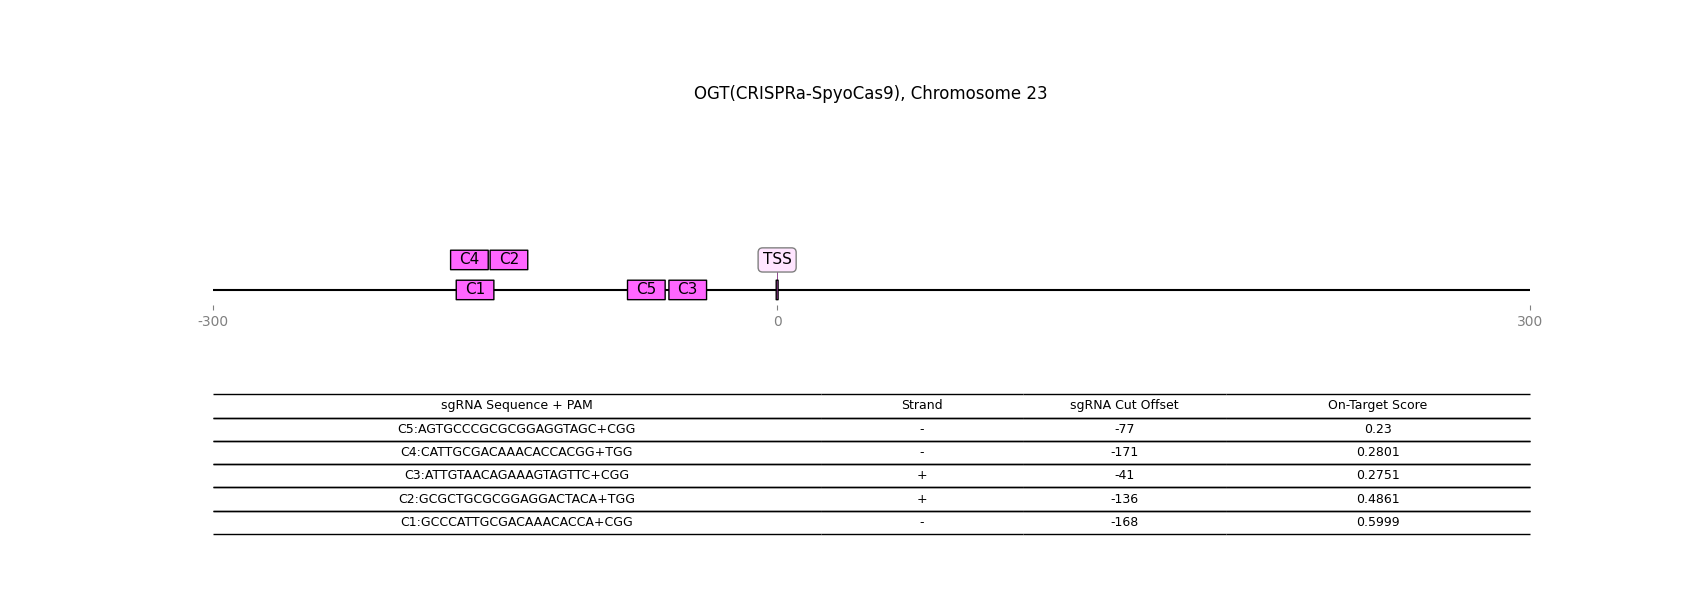 OGT(CRISPRa-SpyoCas9), Chromosome 23
C4 C2 TSS
C1 C5 C3
-300 0 300
sgRNA Sequence + PAM Strand sgRNA Cut Offset On-Target Score
C5:AGTGCCCGCGCGGAGGTAGC+CGG - -77 0.23
C4:CATTGCGACAAACACCACGG+TGG - -171 0.2801
C3:ATTGTAACAGAAAGTAGTTC+CGG + -41 0.2751
C2:GCGCTGCGCGGAGGACTACA+TGG + -136 0.4861
C1:GCCCATTGCGACAAACACCA+CGG - -168 0.5999